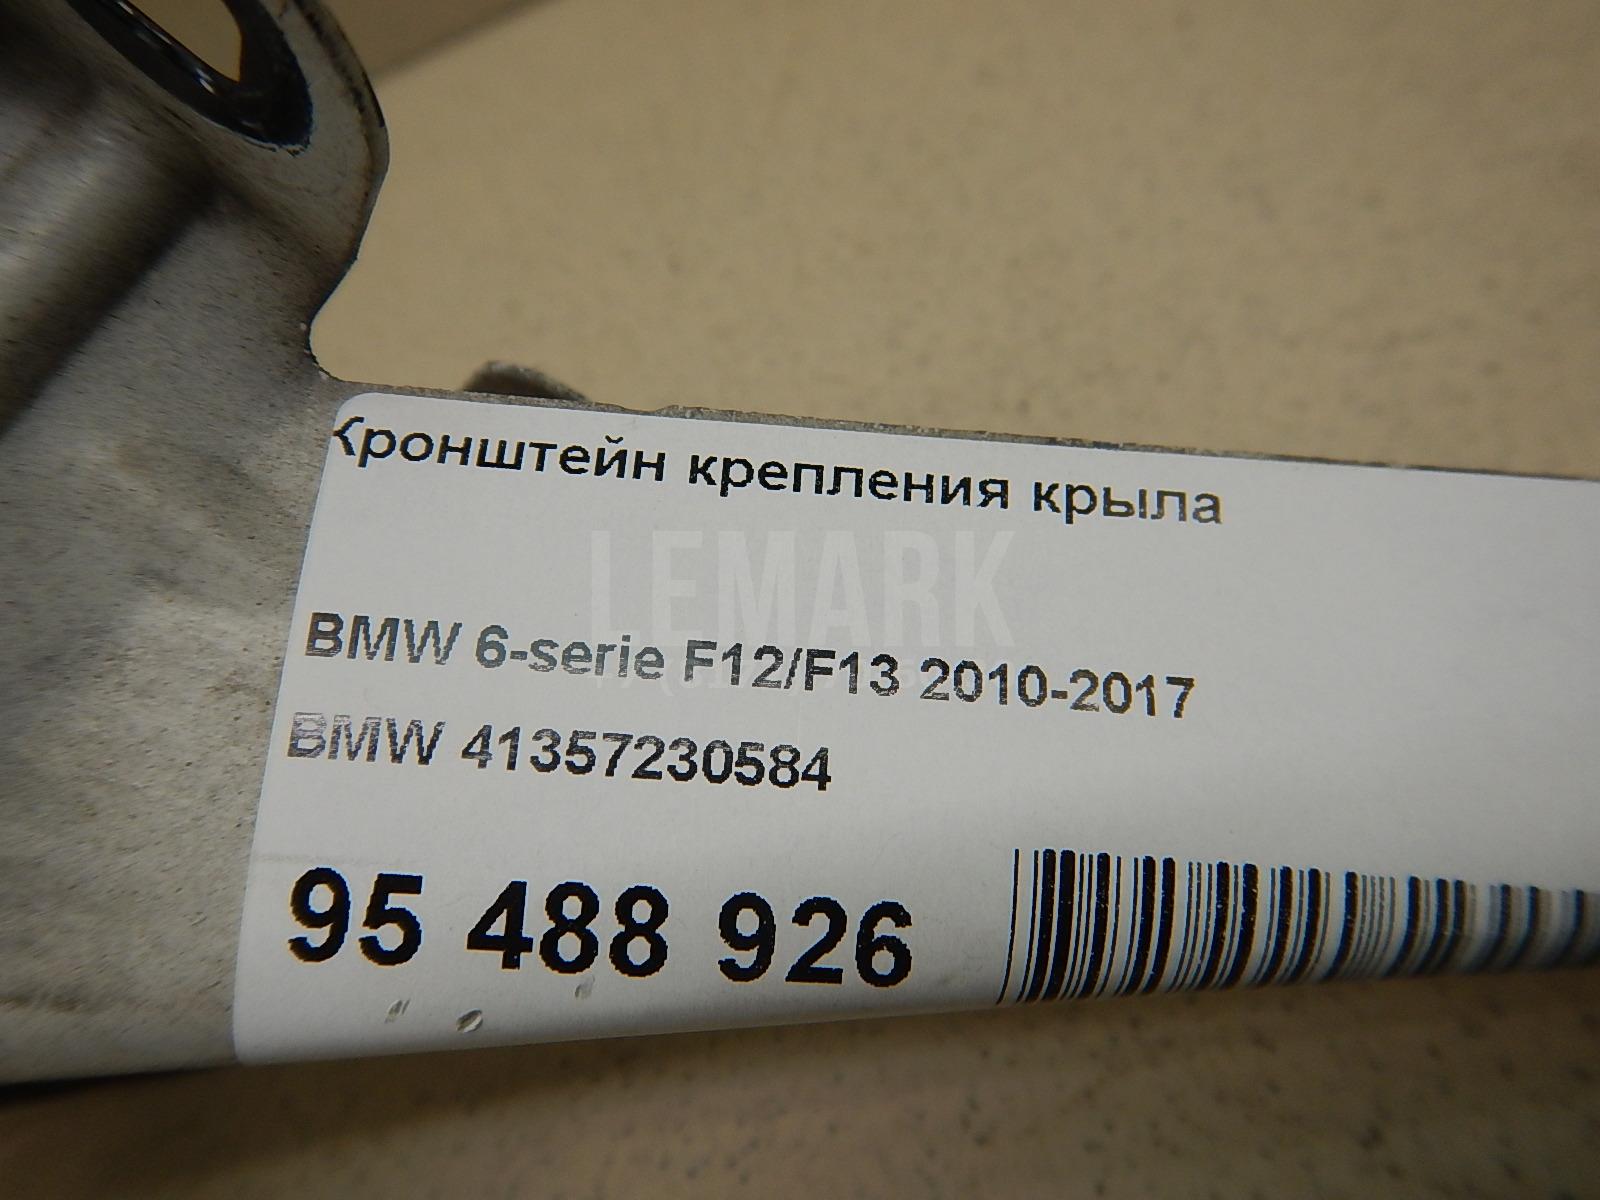 Кронштейн крепления крыла
LEMARK
BMW 6-serie F12/F13 2010-2017
BMW 41357230584
95 488 926